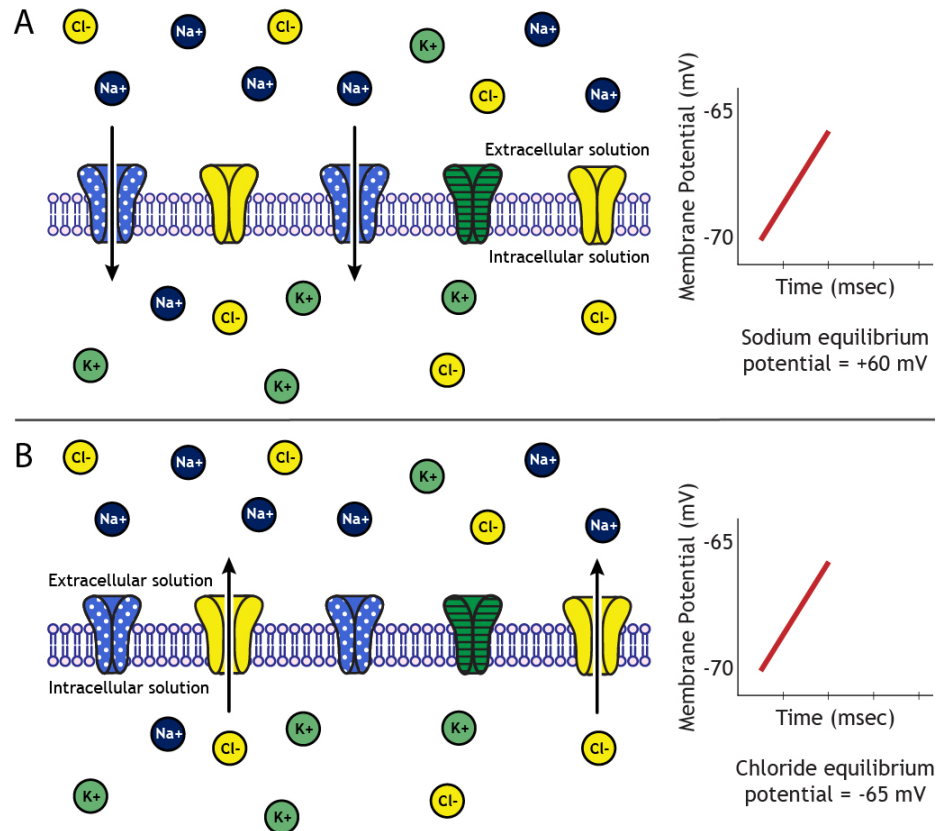 A
Cl-
Na+
Cl-
K+
Na+
Na+
Na+
Na+
Cl-
Na+
Extracellular solution
Intracellular solution
Na+
Cl-
K+
K+
Cl-
K+
K+
Cl-
Membrane Potential (mV)
-65
-70
Time (msec)
Sodium equilibrium
potential = +60 mV
B
Cl-
Na+
Cl-
K+
Na+
Na+
Na+
Na+
Cl-
Na+
Extracellular solution
Intracellular solution
Na+
Cl-
K+
K+
Cl-
K+
K+
Cl-
Membrane Potential (mV)
-65
-70
Time (msec)
Chloride equilibrium
potential = -65 mV